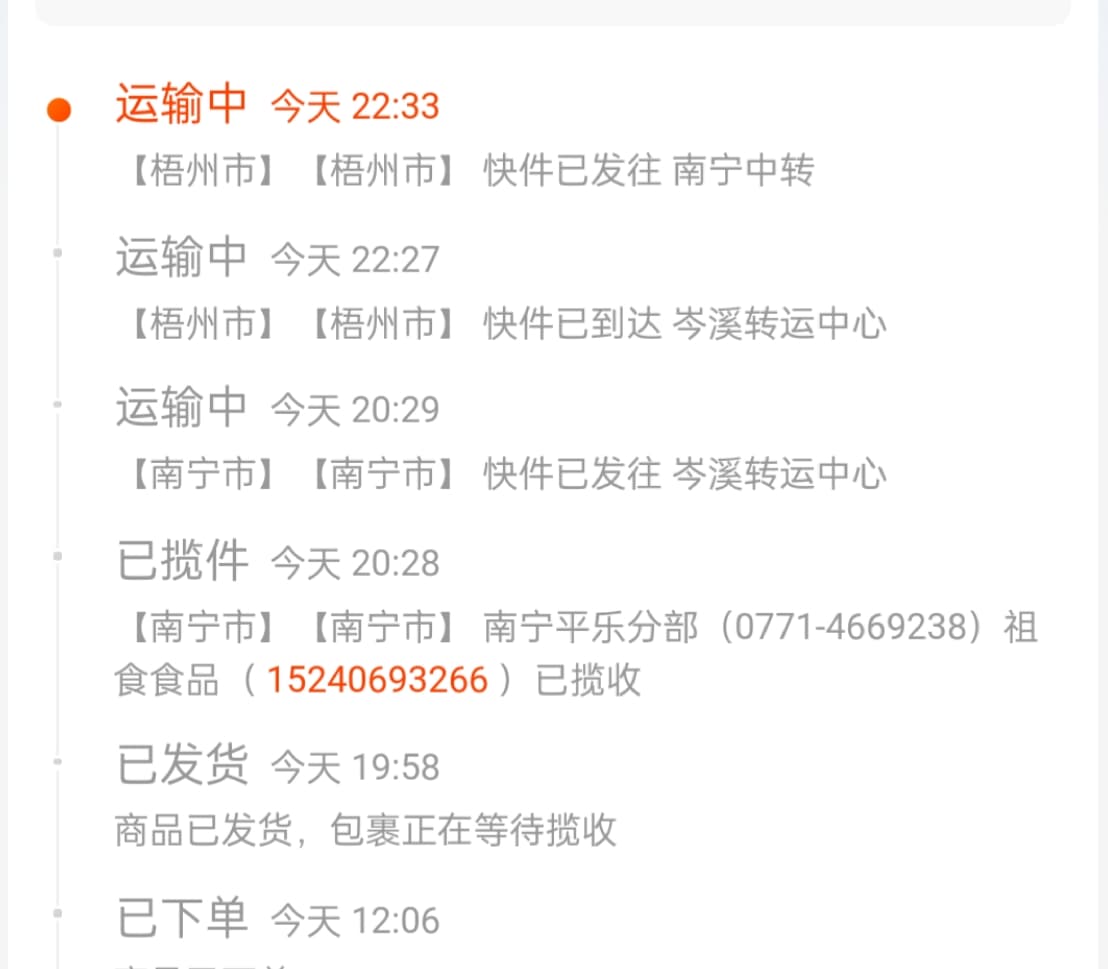 运输中 今天 22:33
【梧州市】【梧州市】 快件已发往 南宁中转
运输中 今天 22:27
【梧州市】【梧州市】 快件已到达 岑溪转运中心
运输中 今天 20:29
【南宁市】【南宁市】 快件已发往 岑溪转运中心
已揽件 今天 20:28
【南宁市】【南宁市】 南宁平乐分部（0771-4669238）祖
食食品（ 15240693266 ）已揽收
已发货 今天 19:58
商品已发货，包裹正在等待揽收
已下单 今天 12:06